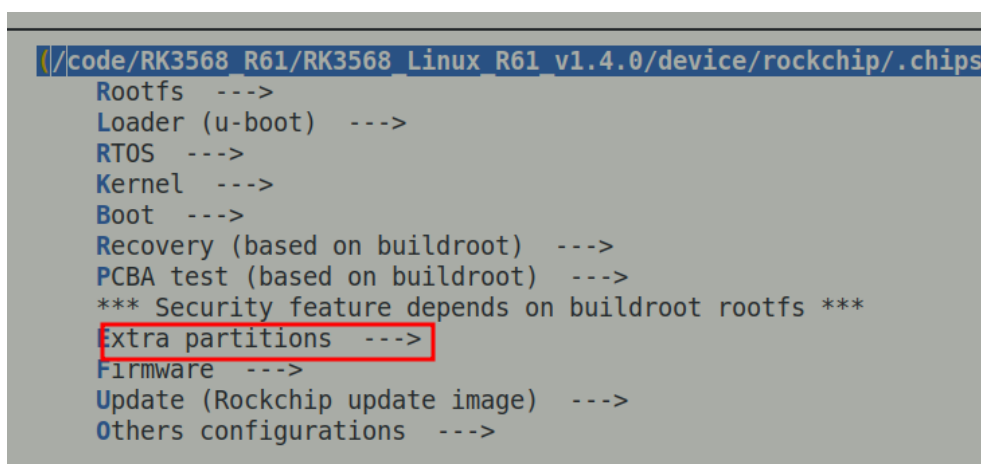 (/code/RK3568_R61/RK3568_Linux_R61_v1.4.0/device/rockchip/.chips
Rootfs  --->
Loader (u-boot)  --->
RTOS  --->
Kernel  --->
Boot  --->
Recovery (based on buildroot)  --->
PCBA test (based on buildroot)  --->
*** Security feature depends on buildroot rootfs ***
Extra partitions  --->
Firmware  --->
Update (Rockchip update image)  --->
Others configurations  --->